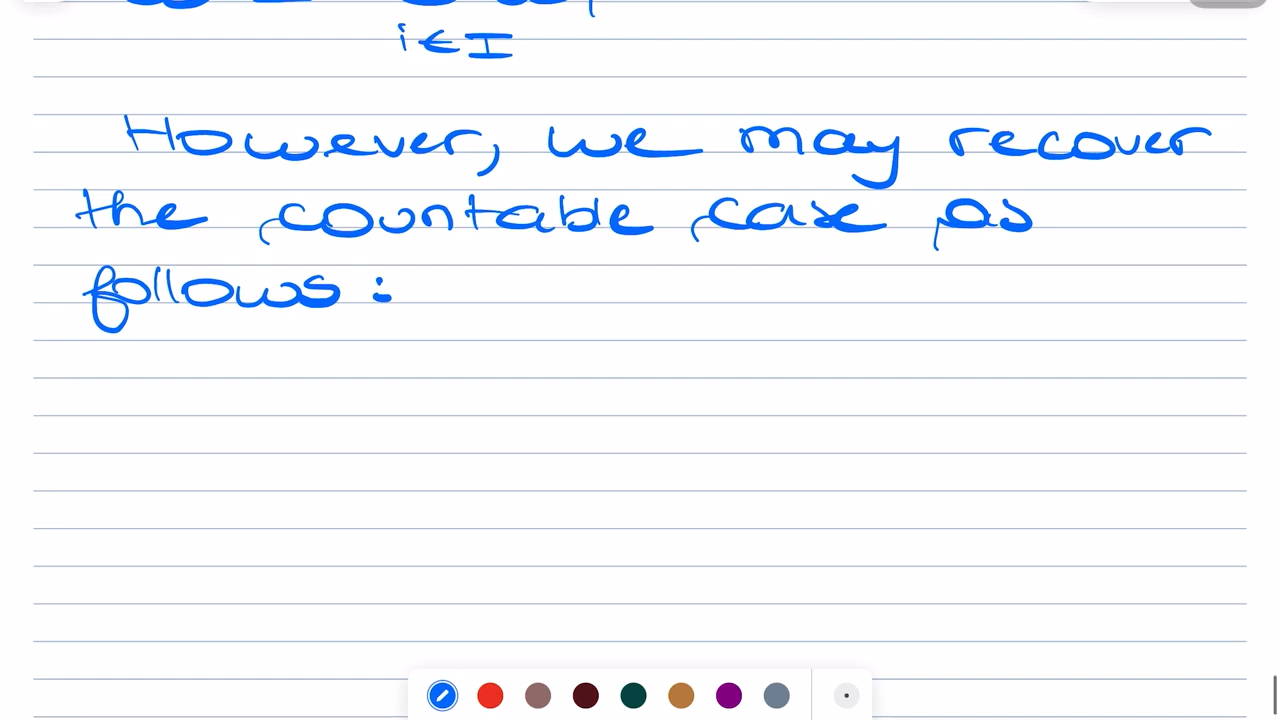 i ∈ I
However, we may recover
the countable case as
follows :